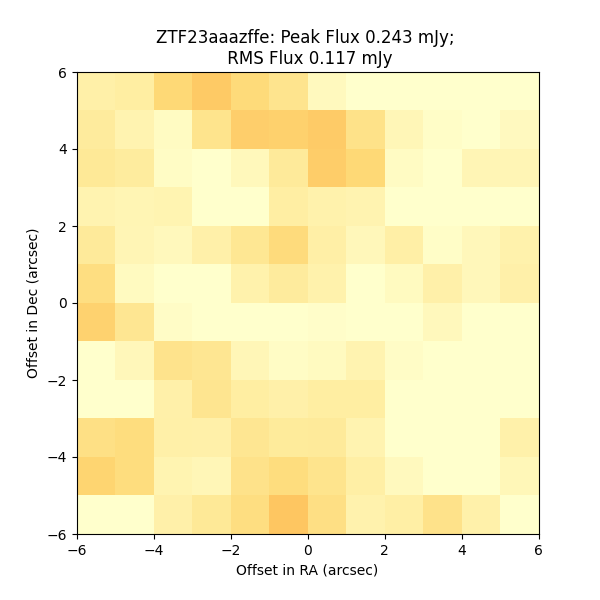 ZTF23aaazffe: Peak Flux 0.243 mJy;
RMS Flux 0.117 mJy
6
4
2
0
−2
−4
−6
Offset in Dec (arcsec)
−6 −4 −2 0 2 4 6
Offset in RA (arcsec)